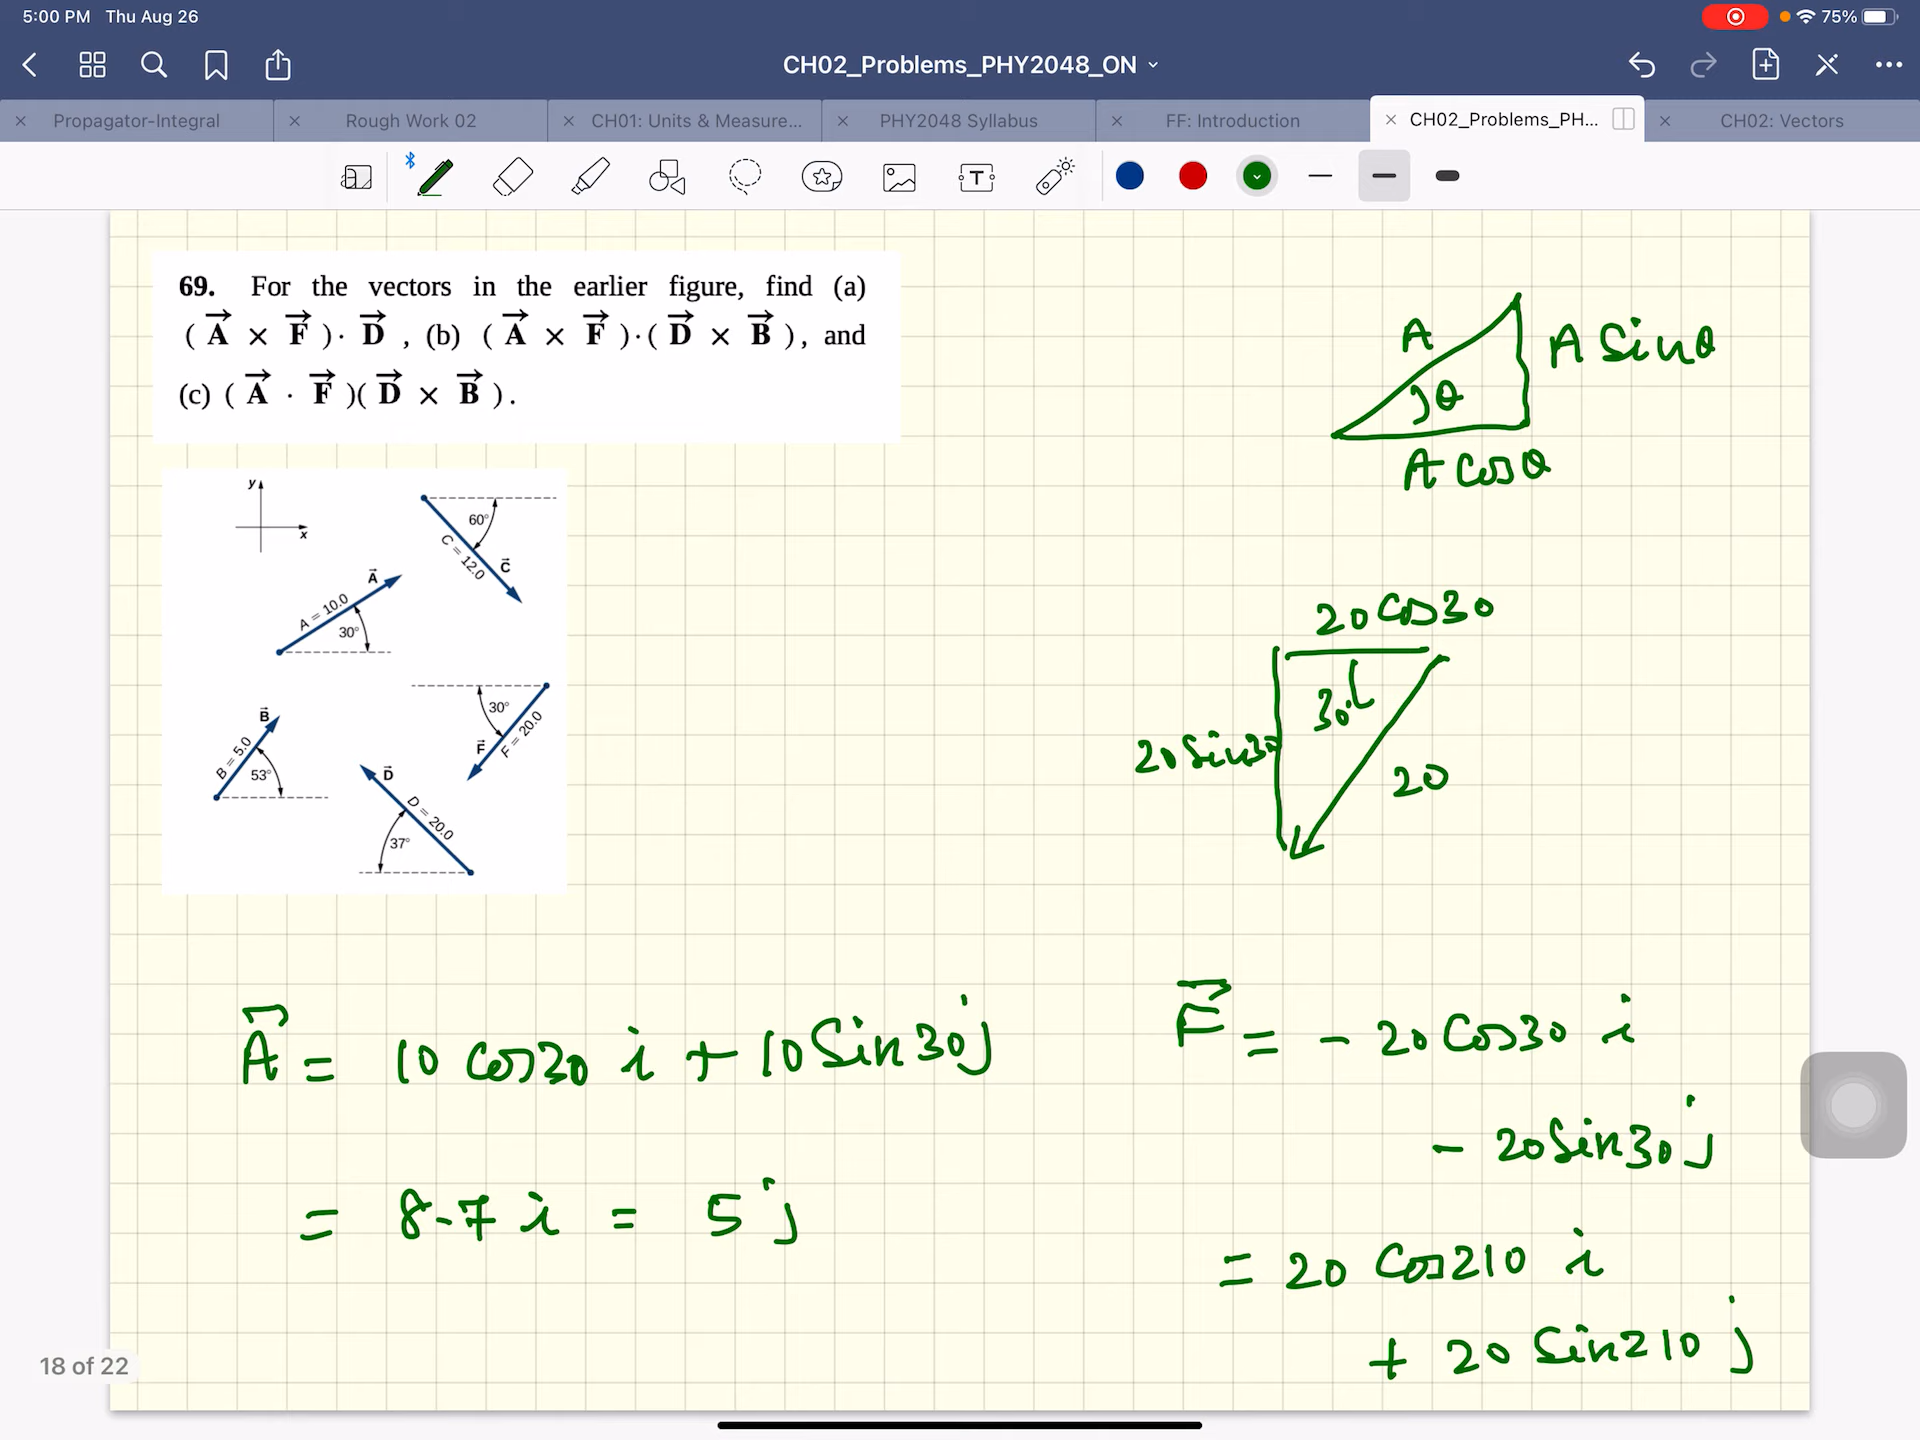 5:00 PM Thu Aug 26
75%
CH02_Problems_PHY2048_ON
Propagator-Integral
Rough Work 02
CH01: Units & Measure...
PHY2048 Syllabus
FF: Introduction
CH02_Problems_PH...
CH02: Vectors
69. For the vectors in the earlier figure, find (a)
( A⃗ × F⃗ ) · D⃗ , (b) ( A⃗ × F⃗ ) · ( D⃗ × B⃗ ), and
(c) ( A⃗ · F⃗ )( D⃗ × B⃗ ).
A
A Sinθ
θ
A Cosθ
y
x
60°
C = 12.0
C⃗
A⃗
A = 10.0
30°
B⃗
B = 5.0
53°
30°
F⃗
F = 20.0
D⃗
D = 20.0
37°
20 Cos30
30°
20 Sin30
20
A⃗ = 10 Cos30 i + 10 Sin30 j
= 8.7 i = 5 j
F⃗ = - 20 Cos30 i
- 20 Sin30 j
= 20 Cos210 i
+ 20 Sin210 j
18 of 22